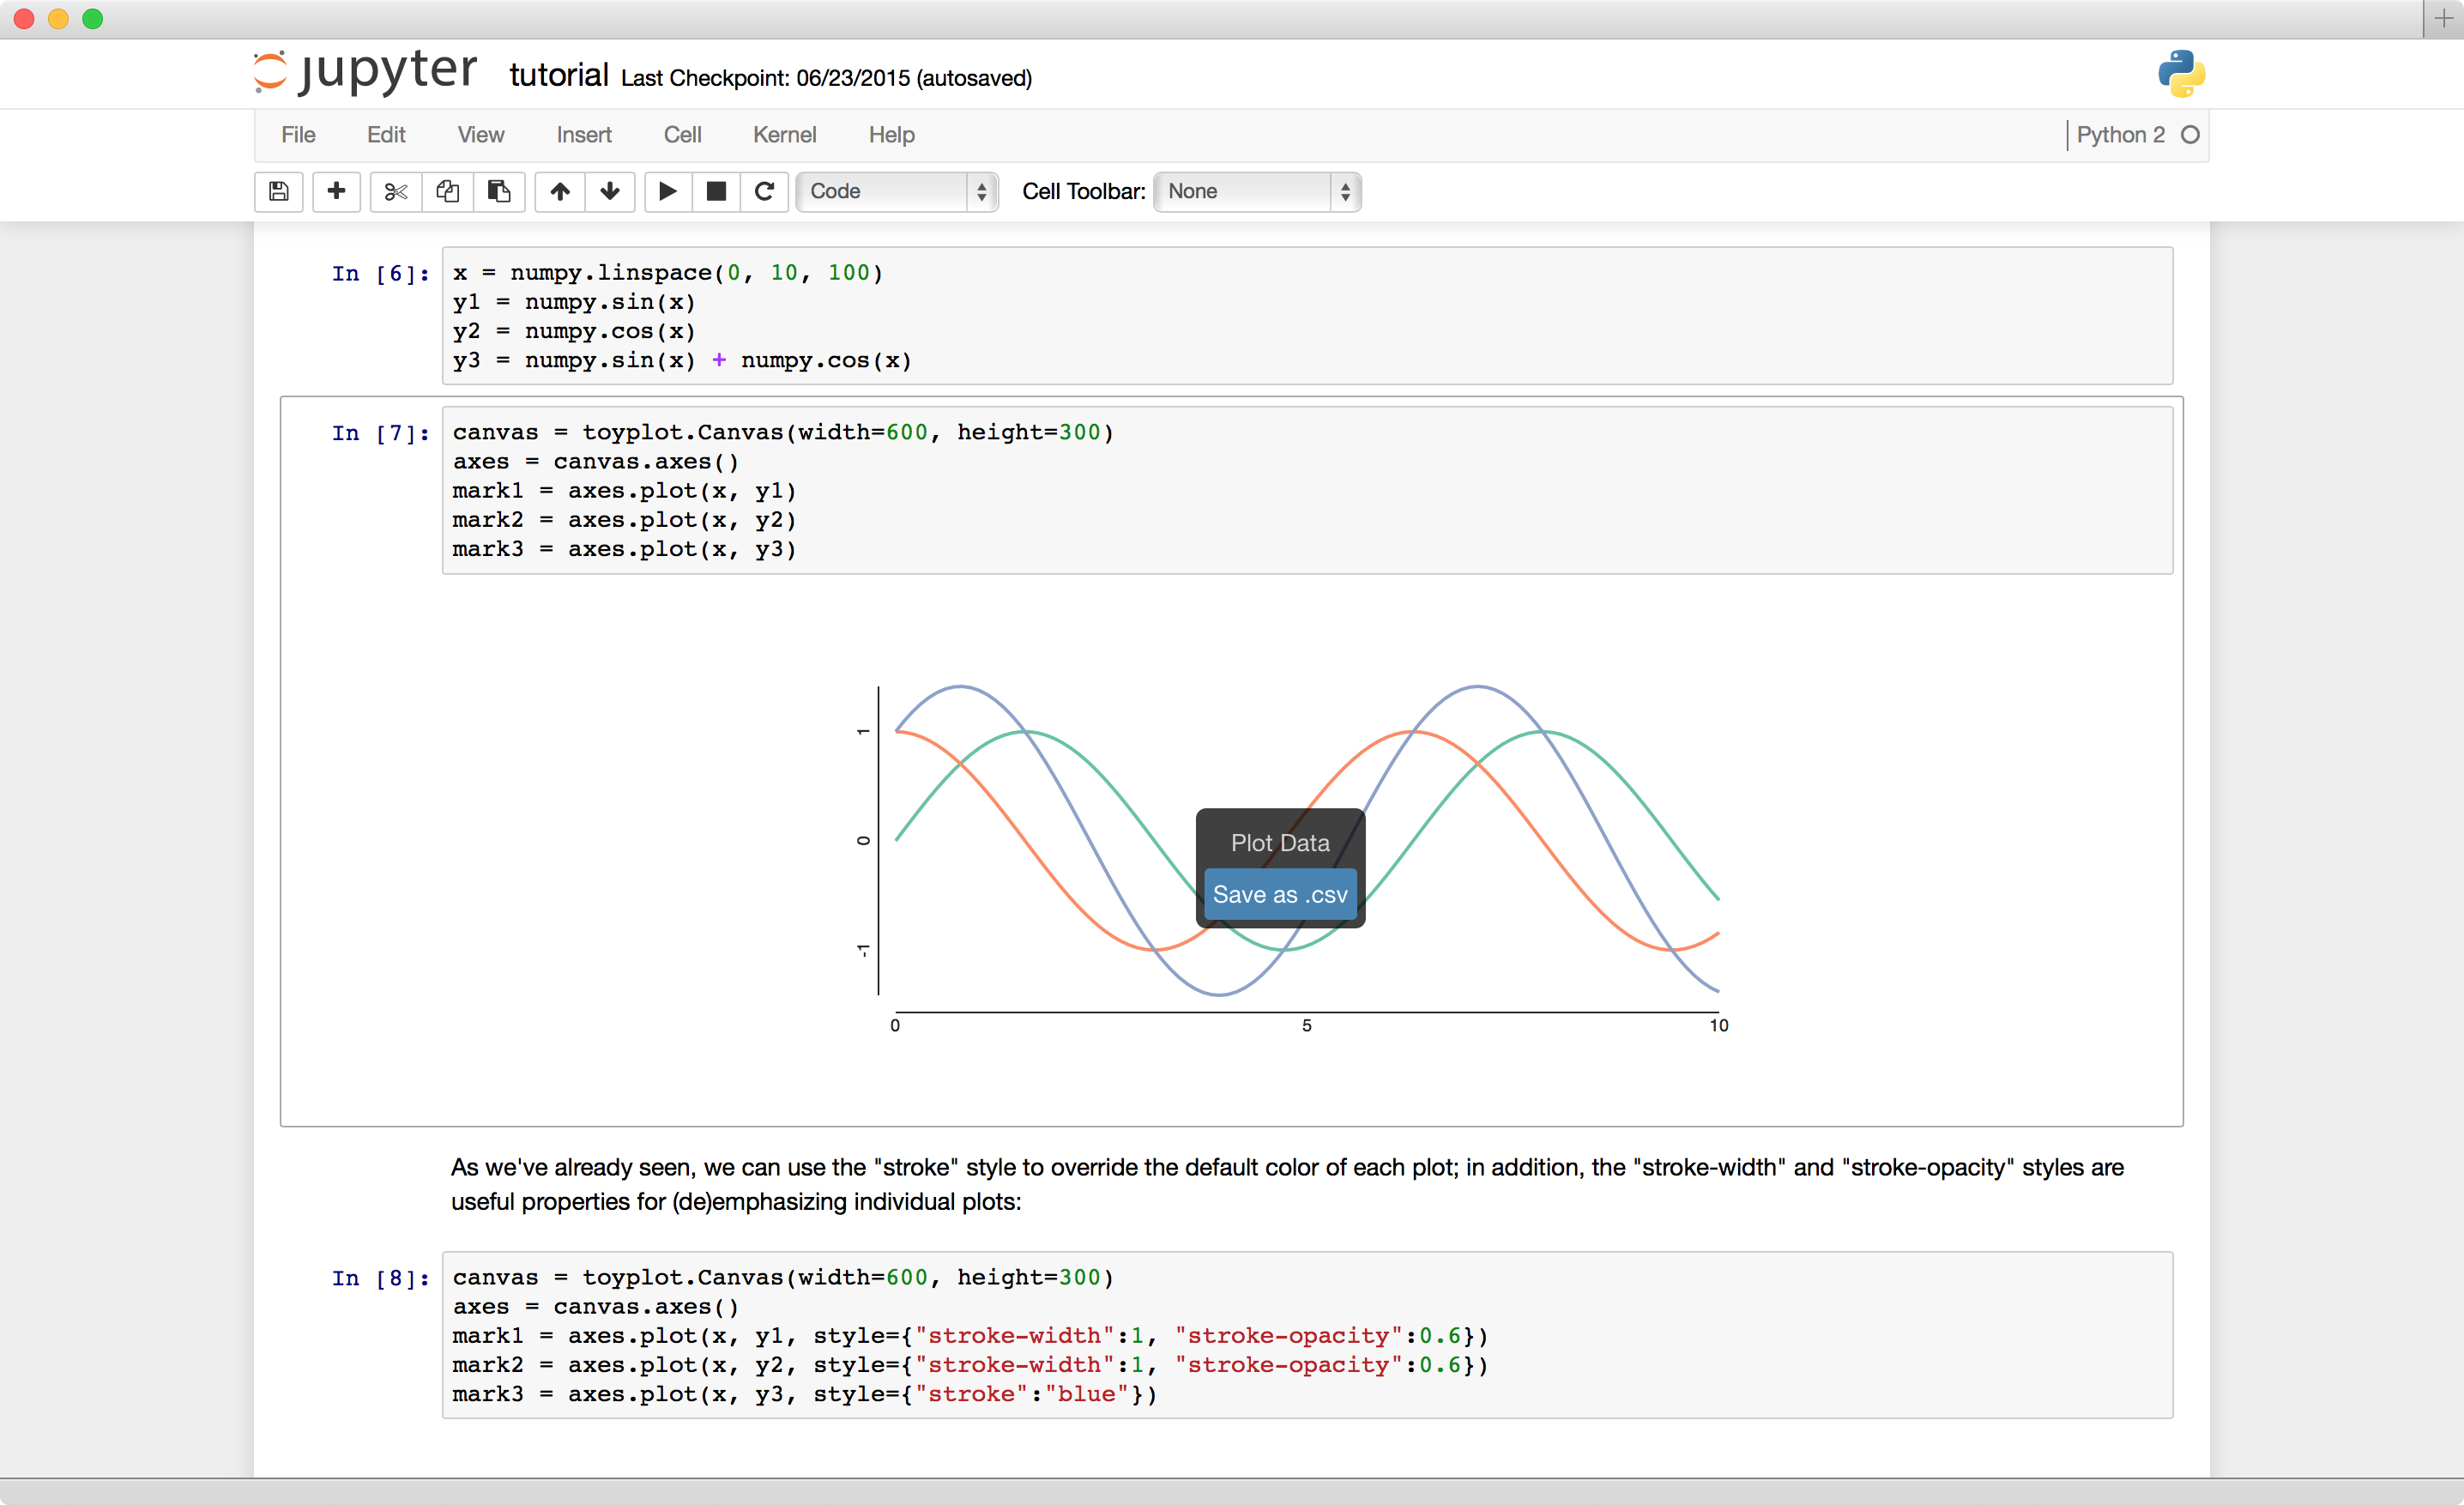 jupyter tutorial Last Checkpoint: 06/23/2015 (autosaved)
File Edit View Insert Cell Kernel Help Python 2
Code Cell Toolbar: None
In [6]: x = numpy.linspace(0, 10, 100)
y1 = numpy.sin(x)
y2 = numpy.cos(x)
y3 = numpy.sin(x) + numpy.cos(x)
In [7]: canvas = toyplot.Canvas(width=600, height=300)
axes = canvas.axes()
mark1 = axes.plot(x, y1)
mark2 = axes.plot(x, y2)
mark3 = axes.plot(x, y3)
1
0
-1
Plot Data
Save as .csv
0 5 10
As we've already seen, we can use the "stroke" style to override the default color of each plot; in addition, the "stroke-width" and "stroke-opacity" styles are
useful properties for (de)emphasizing individual plots:
In [8]: canvas = toyplot.Canvas(width=600, height=300)
axes = canvas.axes()
mark1 = axes.plot(x, y1, style={"stroke-width":1, "stroke-opacity":0.6})
mark2 = axes.plot(x, y2, style={"stroke-width":1, "stroke-opacity":0.6})
mark3 = axes.plot(x, y3, style={"stroke":"blue"})